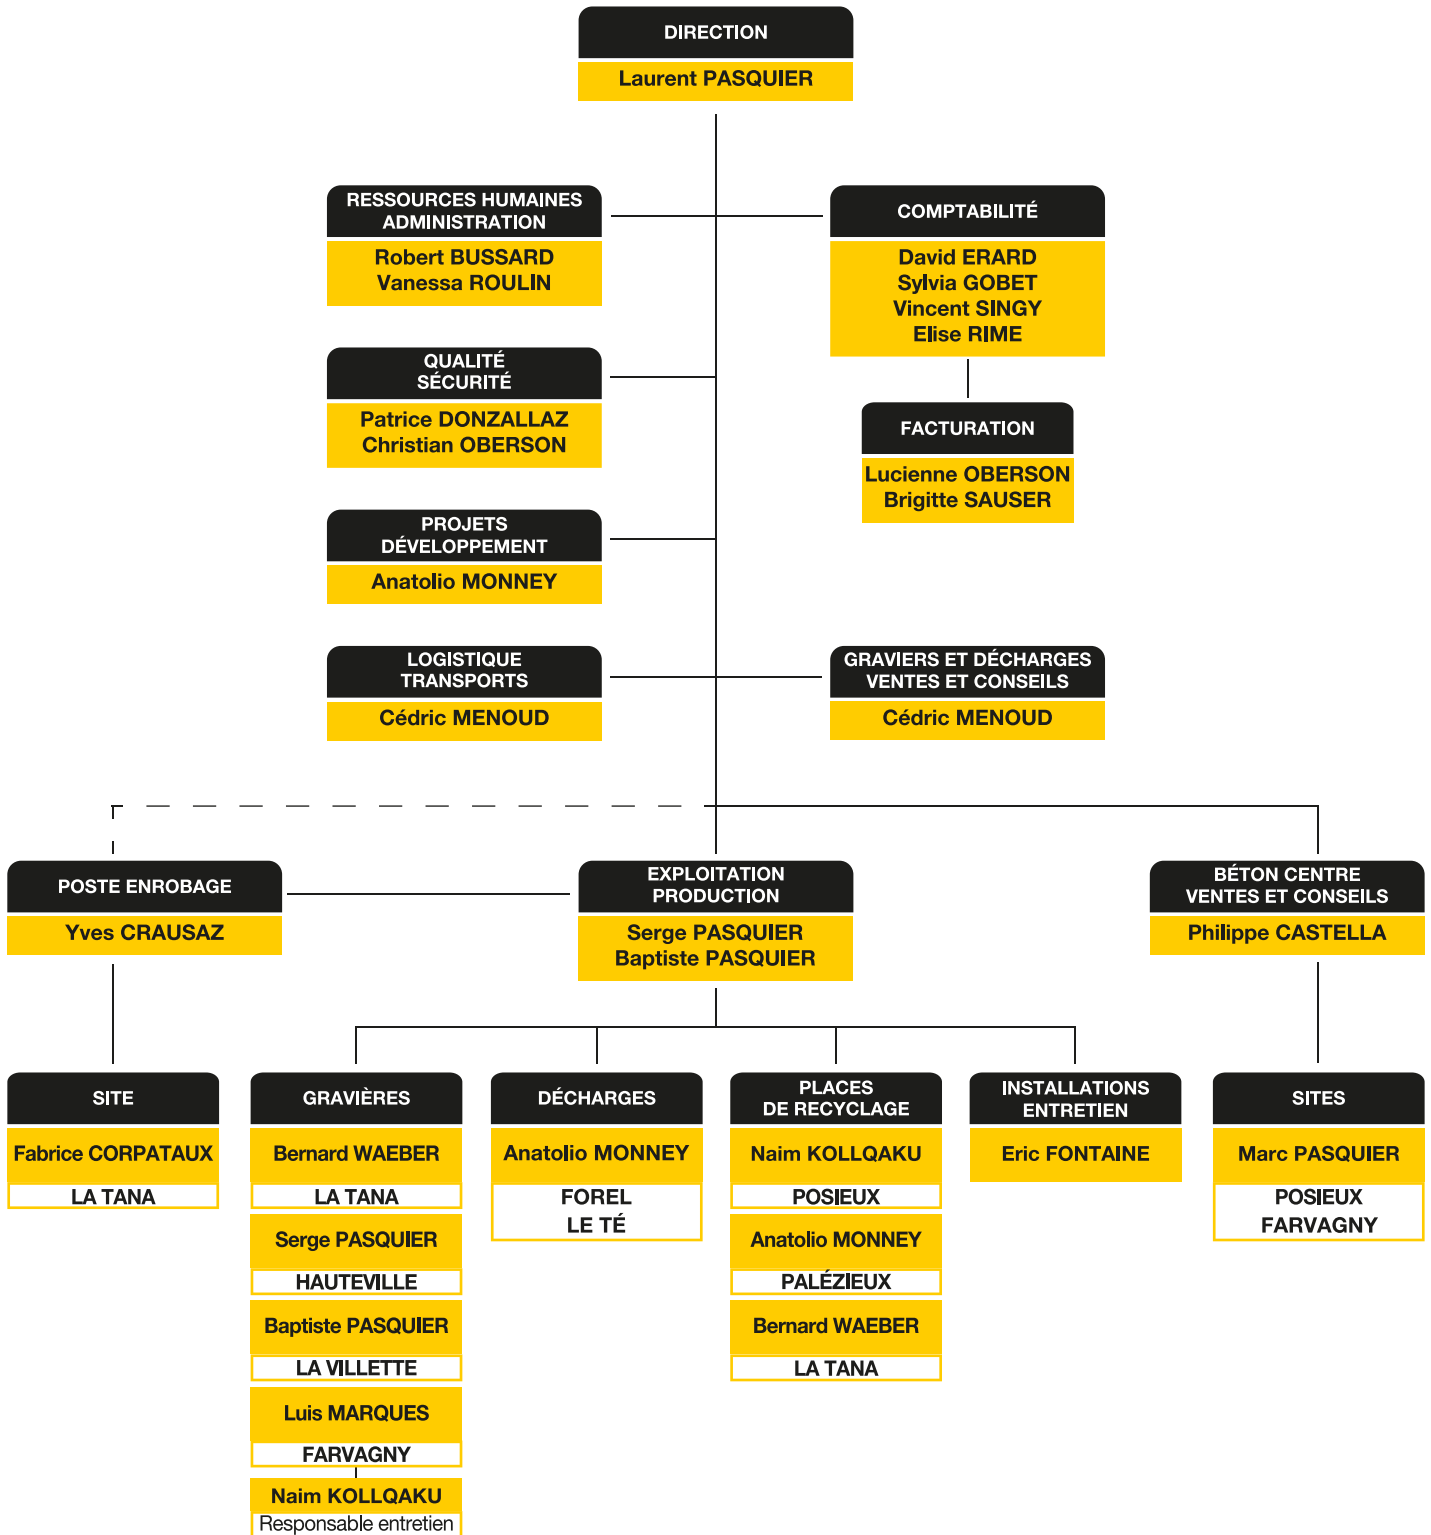 DIRECTION
Laurent PASQUIER
RESSOURCES HUMAINES
ADMINISTRATION
Robert BUSSARD
Vanessa ROULIN
COMPTABILITÉ
David ERARD
Sylvia GOBET
Vincent SINGY
Elise RIME
QUALITÉ
SÉCURITÉ
Patrice DONZALLAZ
Christian OBERSON
FACTURATION
Lucienne OBERSON
Brigitte SAUSER
PROJETS
DÉVELOPPEMENT
Anatolio MONNEY
LOGISTIQUE
TRANSPORTS
Cédric MENOUD
GRAVIERS ET DÉCHARGES
VENTES ET CONSEILS
Cédric MENOUD
POSTE ENROBAGE
Yves CRAUSAZ
EXPLOITATION
PRODUCTION
Serge PASQUIER
Baptiste PASQUIER
BÉTON CENTRE
VENTES ET CONSEILS
Philippe CASTELLA
SITE
Fabrice CORPATAUX
LA TANA
GRAVIÈRES
Bernard WAEBER
LA TANA
Serge PASQUIER
HAUTEVILLE
Baptiste PASQUIER
LA VILLETTE
Luis MARQUES
FARVAGNY
Naim KOLLQAKU
Responsable entretien
DÉCHARGES
Anatolio MONNEY
FOREL
LE TÉ
PLACES
DE RECYCLAGE
Naim KOLLQAKU
POSIEUX
Anatolio MONNEY
PALÉZIEUX
Bernard WAEBER
LA TANA
INSTALLATIONS
ENTRETIEN
Eric FONTAINE
SITES
Marc PASQUIER
POSIEUX
FARVAGNY